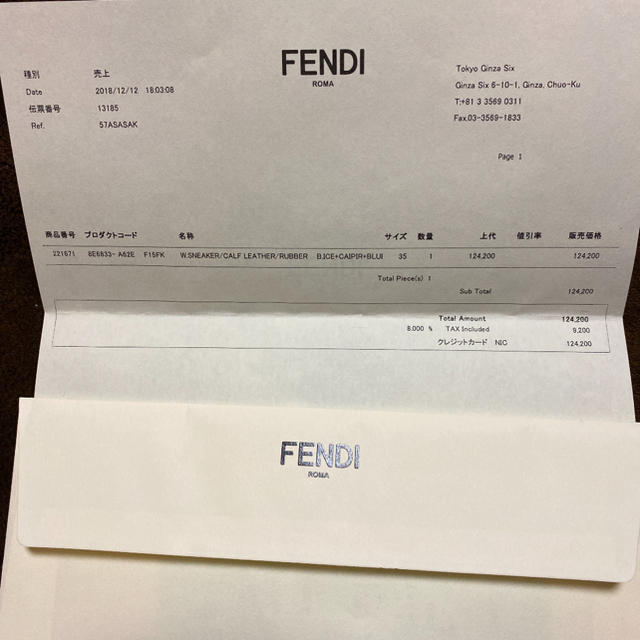 FENDI
ROMA
種別 売上
Date 2018/12/12 18:03:08
伝票番号 13185
Ref. 57ASASAK
Tokyo Ginza Six
Ginza Six 6-10-1, Ginza, Chuo-Ku
T:+81 3 3569 0311
Fax.03-3569-1833
Page 1
商品番号 プロダクトコード 名称 サイズ 数量 上代 値引率 販売価格
221671 8E6833- A62E F15FK W.SNEAKER/CALF LEATHER/RUBBER B.ICE+CAIPIR+BLUI 35 1 124,200 124,200
Total Piece(s) 1
Sub Total 124,200
Total Amount 124,200
8.000 % TAX Included 9,200
クレジットカード NIC 124,200
FENDI
ROMA